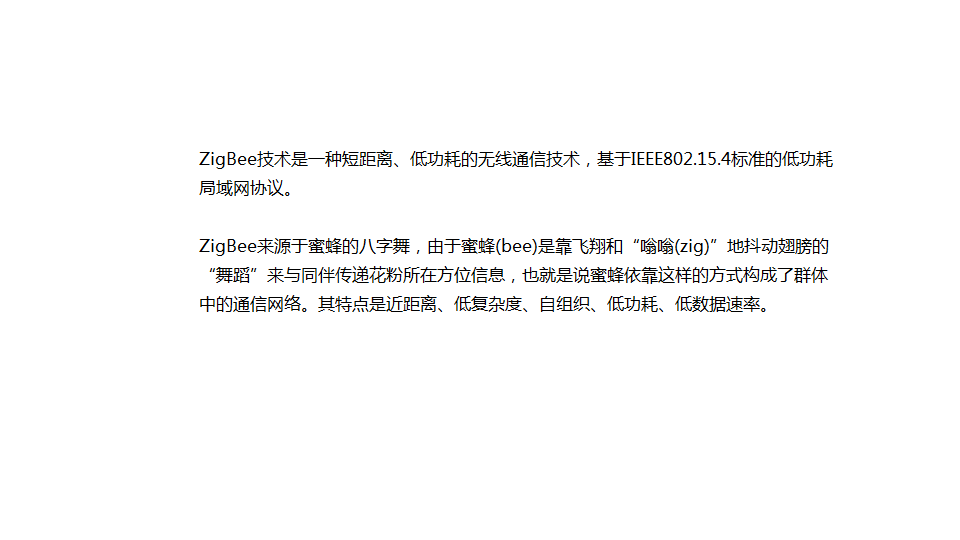 ZigBee技术是一种短距离、低功耗的无线通信技术，基于IEEE802.15.4标准的低功耗
局域网协议。
ZigBee来源于蜜蜂的八字舞，由于蜜蜂(bee)是靠飞翔和“嗡嗡(zig)”地抖动翅膀的
“舞蹈”来与同伴传递花粉所在方位信息，也就是说蜜蜂依靠这样的方式构成了群体
中的通信网络。其特点是近距离、低复杂度、自组织、低功耗、低数据速率。